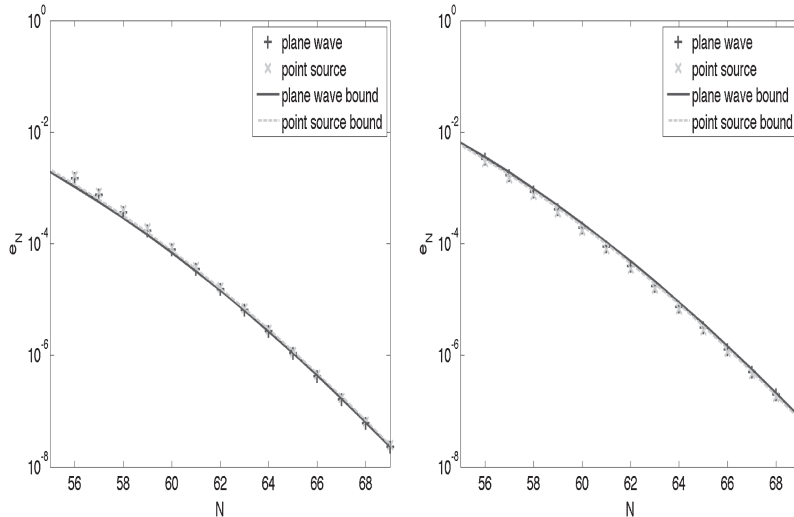 10^0
10^-2
10^-4
10^-6
10^-8
e_N
56 58 60 62 64 66 68
N
plane wave
point source
plane wave bound
point source bound
10^0
10^-2
10^-4
10^-6
10^-8
e_N
56 58 60 62 64 66 68
N
plane wave
point source
plane wave bound
point source bound